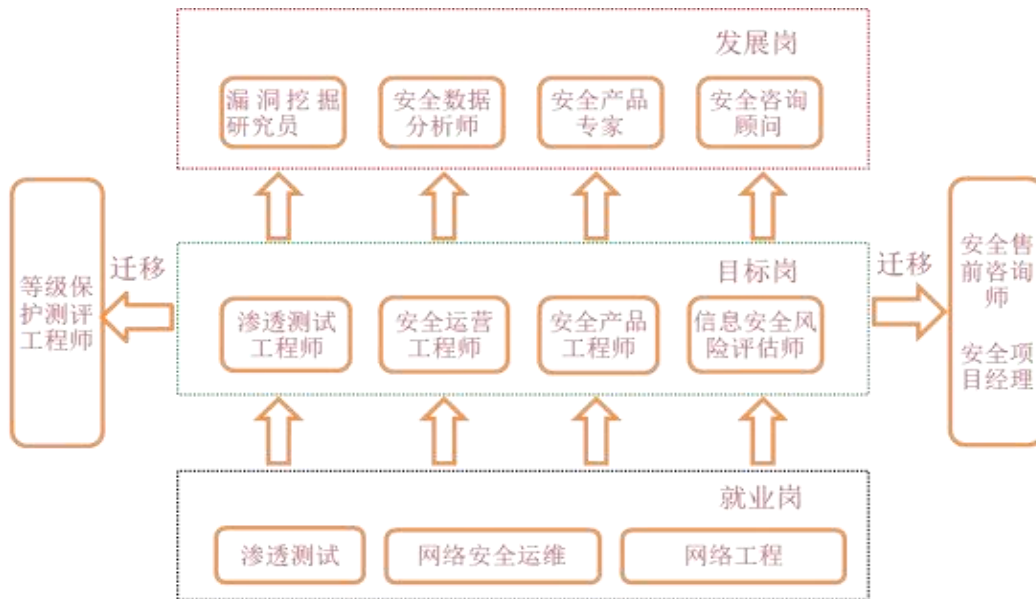 发展岗
漏洞挖掘
研究员
安全数据
分析师
安全产品
专家
安全咨询
顾问
迁移
等级保
护测评
工程师
目标岗
渗透测试
工程师
安全运营
工程师
安全产品
工程师
信息安全风
险评估师
迁移
安全售
前咨询
师
安全项
目经理
就业岗
渗透测试
网络安全运维
网络工程